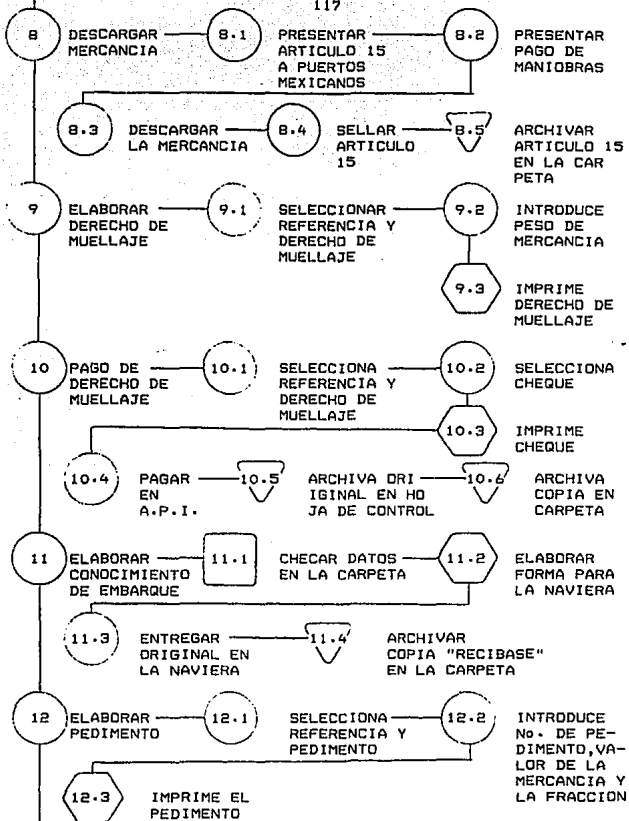 117
8 DESCARGAR MERCANCIA
8.1 PRESENTAR ARTICULO 15 A PUERTOS MEXICANOS
8.2 PRESENTAR PAGO DE MANIOBRAS
8.3 DESCARGAR LA MERCANCIA
8.4 SELLAR ARTICULO 15
8.5 ARCHIVAR ARTICULO 15 EN LA CAR PETA
9 ELABORAR DERECHO DE MUELLAJE
9.1 SELECCIONAR REFERENCIA Y DERECHO DE MUELLAJE
9.2 INTRODUCE PESO DE MERCANCIA
9.3 IMPRIME DERECHO DE MUELLAJE
10 PAGO DE DERECHO DE MUELLAJE
10.1 SELECCIONA REFERENCIA Y DERECHO DE MUELLAJE
10.2 SELECCIONA CHEQUE
10.3 IMPRIME CHEQUE
10.4 PAGAR EN A.P.I.
10.5 ARCHIVA ORI IGINAL EN HO JA DE CONTROL
10.6 ARCHIVA COPIA EN CARPETA
11 ELABORAR CONOCIMIENTO DE EMBARQUE
11.1 CHECAR DATOS EN LA CARPETA
11.2 ELABORAR FORMA PARA LA NAVIERA
11.3 ENTREGAR ORIGINAL EN LA NAVIERA
11.4 ARCHIVAR COPIA "RECIBASE" EN LA CARPETA
12 ELABORAR PEDIMENTO
12.1 SELECCIONA REFERENCIA Y PEDIMENTO
12.2 INTRODUCE No. DE PE- DIMENTO,VA- LOR DE LA MERCANCIA Y LA FRACCION
12.3 IMPRIME EL PEDIMENTO